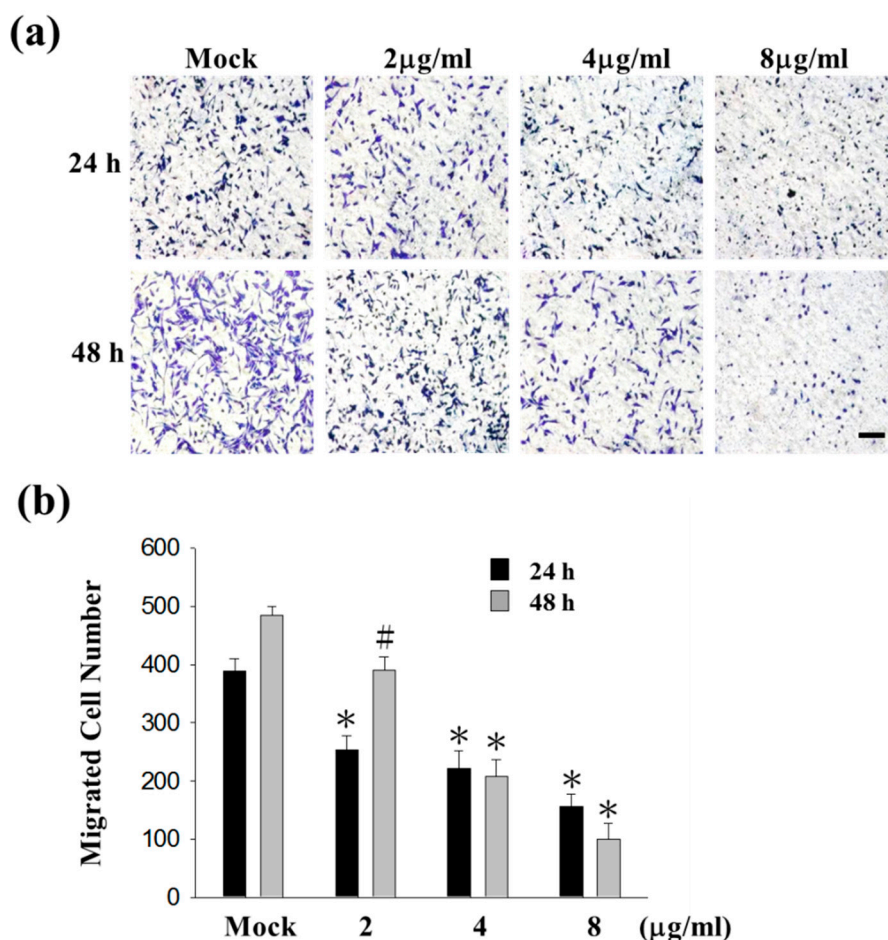 (a)
Mock 2μg/ml 4μg/ml 8μg/ml
24 h
48 h
(b)
600
500
400
300
200
100
0
Migrated Cell Number
24 h
48 h
#
*
* *
*
*
Mock 2 4 8 (μg/ml)